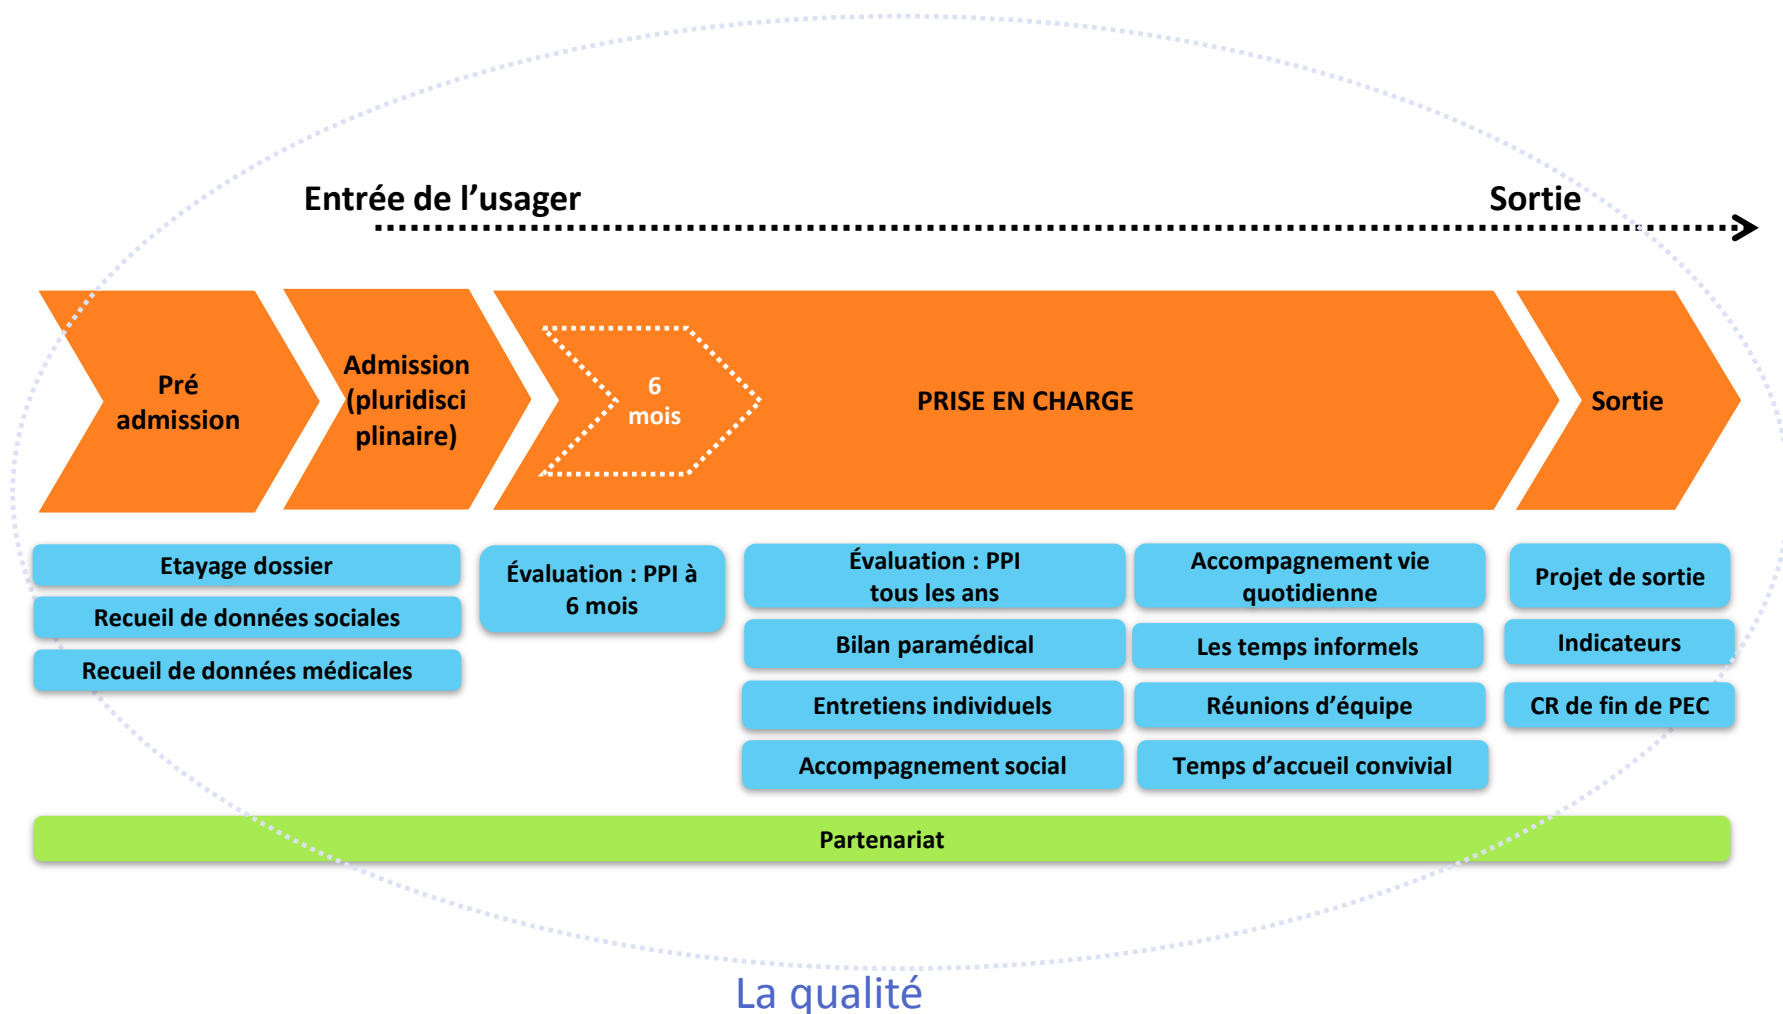 Entrée de l’usager
Sortie
Pré
admission
Admission
(pluridisci
plinaire)
6
mois
PRISE EN CHARGE
Sortie
Etayage dossier
Recueil de données sociales
Recueil de données médicales
Évaluation : PPI à
6 mois
Évaluation : PPI
tous les ans
Bilan paramédical
Entretiens individuels
Accompagnement social
Accompagnement vie
quotidienne
Les temps informels
Réunions d’équipe
Temps d’accueil convivial
Projet de sortie
Indicateurs
CR de fin de PEC
Partenariat
La qualité